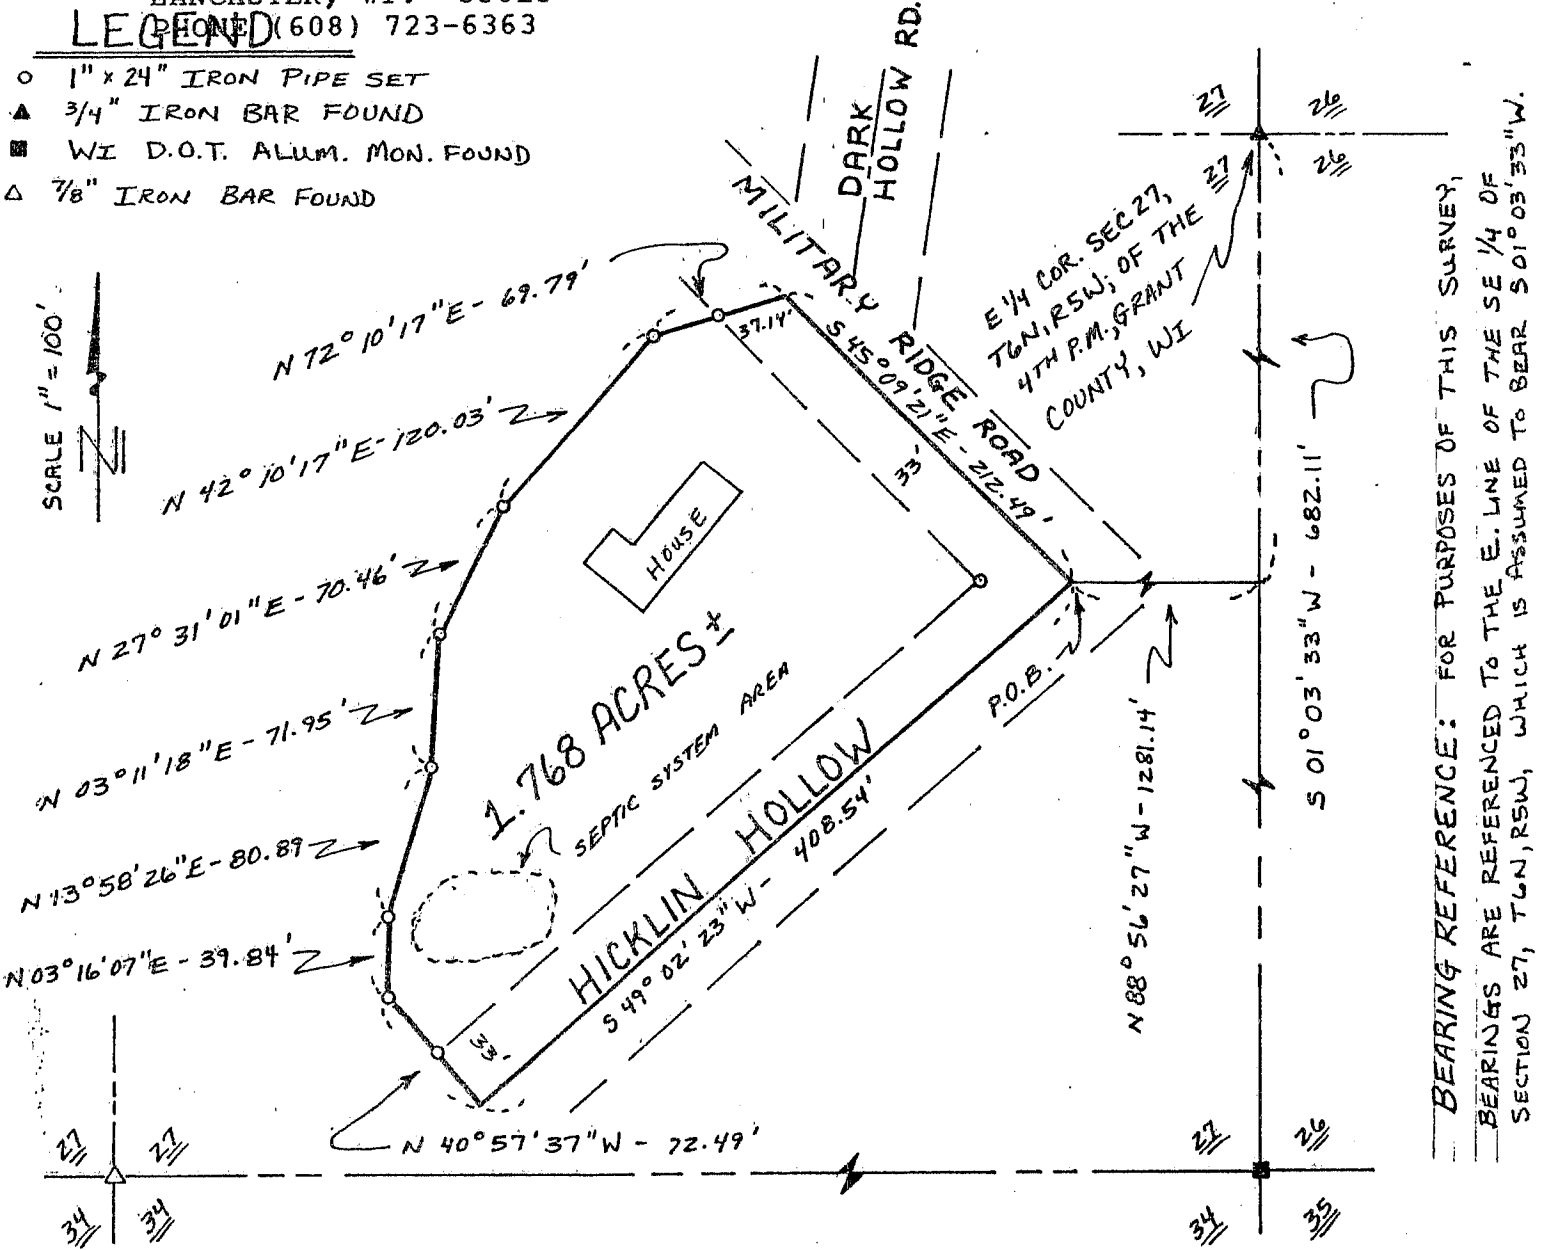 LANCASTER, WI.
PHONE (608) 723-6363
LEGEND
1" x 24" IRON PIPE SET
3/4" IRON BAR FOUND
WI D.O.T. ALUM. MON. FOUND
7/8" IRON BAR FOUND
SCALE 1" = 100'
N
N 72° 10' 17" E - 69.79'
37.14'
N 42° 10' 17" E - 120.03'
N 27° 31' 01" E - 70.46'
N 03° 11' 18" E - 71.95'
N 13° 58' 26" E - 80.89
N 03° 16' 07" E - 39.84'
N 40° 57' 37" W - 72.49'
MILITARY RIDGE ROAD
DARK
HOLLOW RD.
S 45° 09' 21" E - 212.49'
33'
HOUSE
1.768 ACRES ±
SEPTIC SYSTEM AREA
HICKLIN HOLLOW
S 49° 02' 23" W - 408.54'
33'
P.O.B.
E 1/4 COR. SEC 27,
T6N, R5W; OF THE
4TH P.M., GRANT
COUNTY, WI
N 88° 56' 27" W - 1281.14'
S 01° 03' 33" W - 682.11'
27 26
27 26
27 27
34 34
27 26
34 35
BEARING REFERENCE: FOR PURPOSES OF THIS SURVEY,
BEARINGS ARE REFERENCED TO THE E. LINE OF THE SE 1/4 OF
SECTION 27, T6N, R5W, WHICH IS ASSUMED TO BEAR S 01° 03' 33" W.